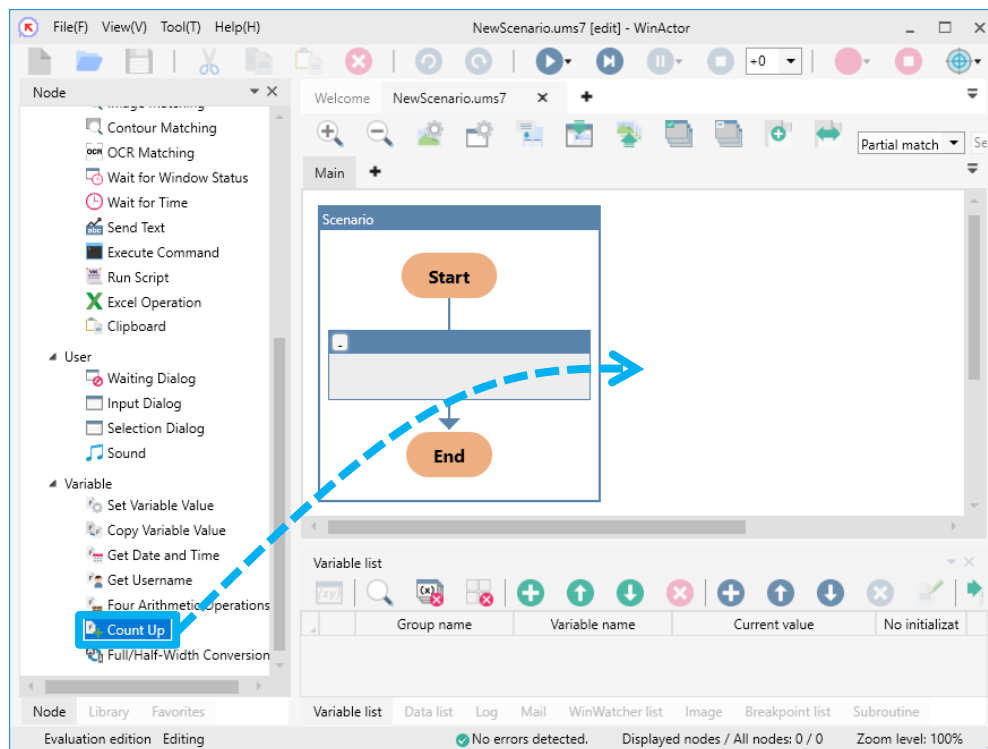 File(F) View(V) Tool(T) Help(H)
NewScenario.ums7 [edit] - WinActor
+0
Node
Welcome NewScenario.ums7
Image Matching
Contour Matching
OCR OCR Matching
Wait for Window Status
Wait for Time
abc Send Text
Execute Command
Run Script
Excel Operation
Clipboard
User
Waiting Dialog
Input Dialog
Selection Dialog
Sound
Variable
Set Variable Value
Copy Variable Value
Get Date and Time
Get Username
Four Arithmetic Operations
Count Up
Full/Half-Width Conversion
Node Library Favorites
Partial match Se
Main
Scenario
Start
End
Variable list
Group name Variable name Current value No initializat
Variable list Data list Log Mail WinWatcher list Image Breakpoint list Subroutine
Evaluation edition Editing No errors detected. Displayed nodes / All nodes: 0 / 0 Zoom level: 100%